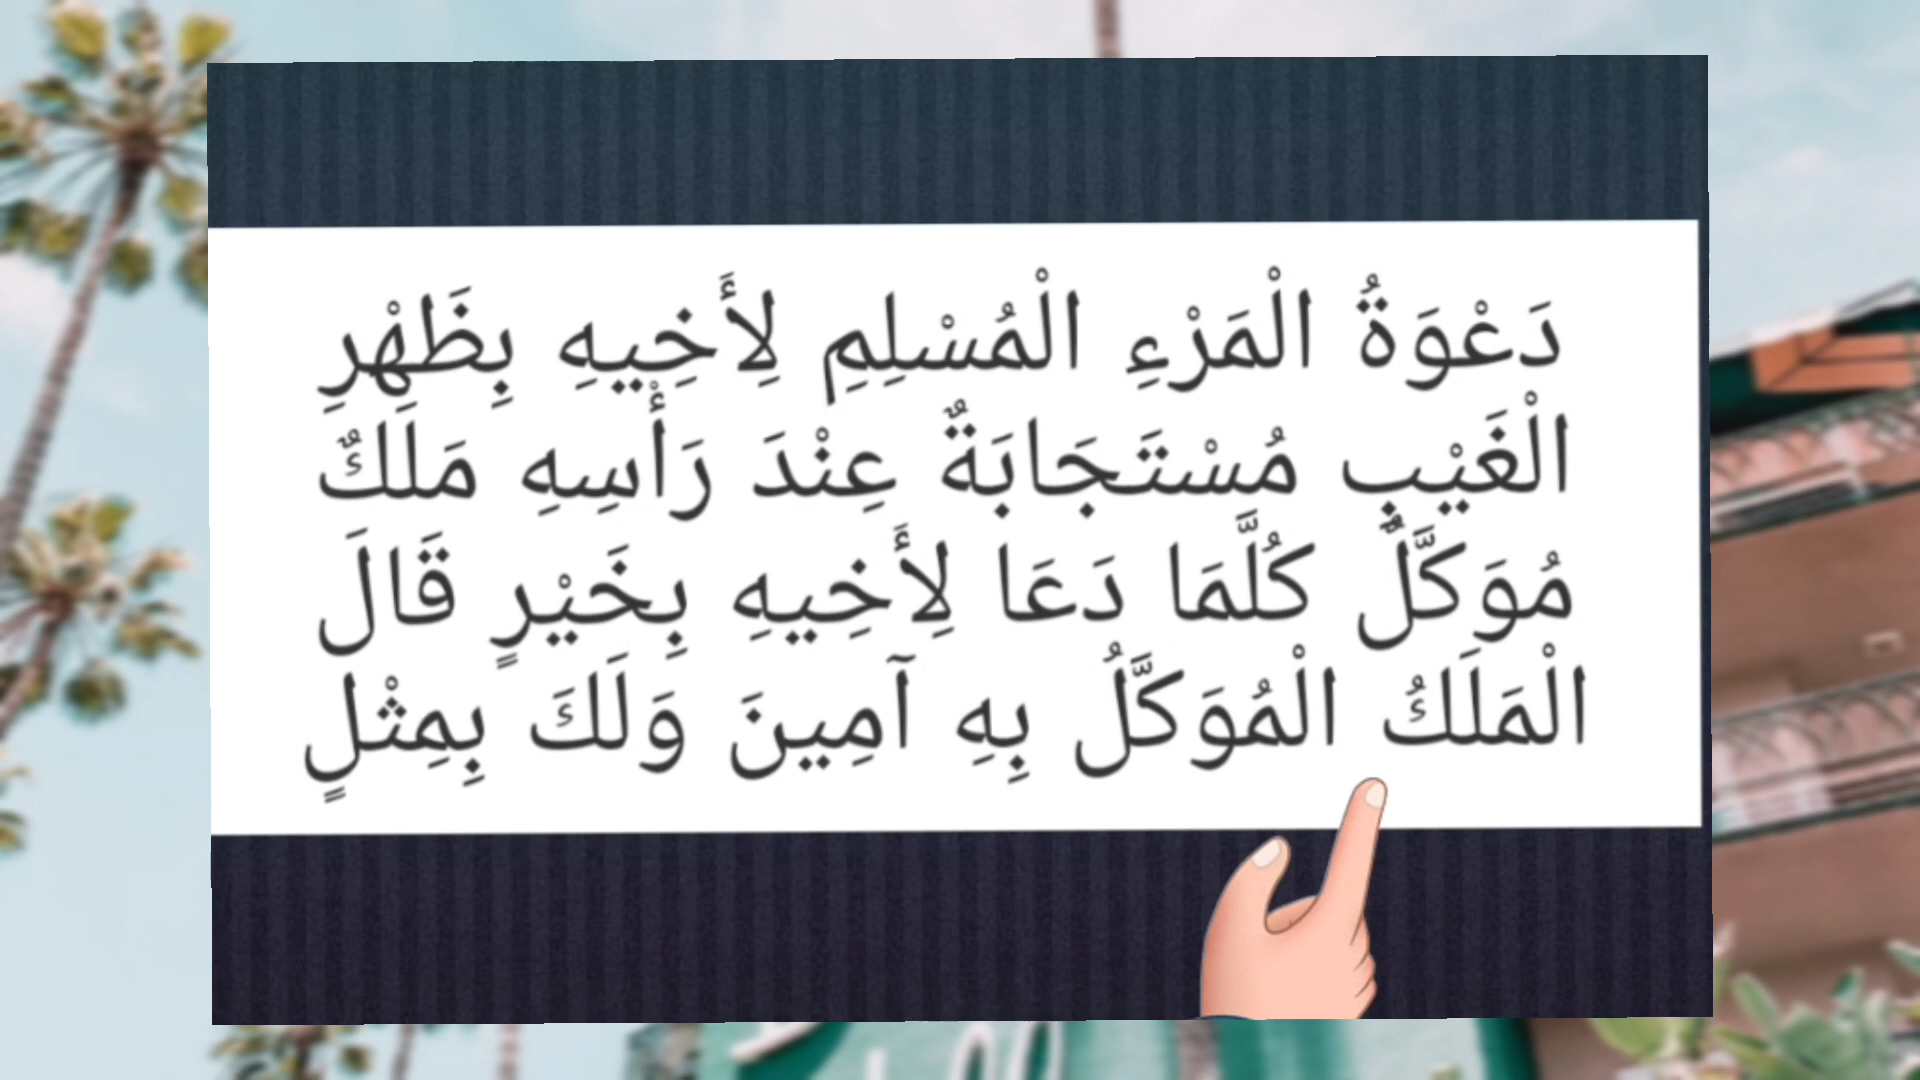 دَعْوَةُ الْمَرْءِ الْمُسْلِمِ لِأَخِيهِ بِظَهْرِ
الْغَيْبِ مُسْتَجَابَةٌ عِنْدَ رَأْسِهِ مَلَكٌ
مُوَكَّلٌ كُلَّمَا دَعَا لِأَخِيهِ بِخَيْرٍ قَالَ
الْمَلَكُ الْمُوَكَّلُ بِهِ آمِينَ وَلَكَ بِمِثْلٍ